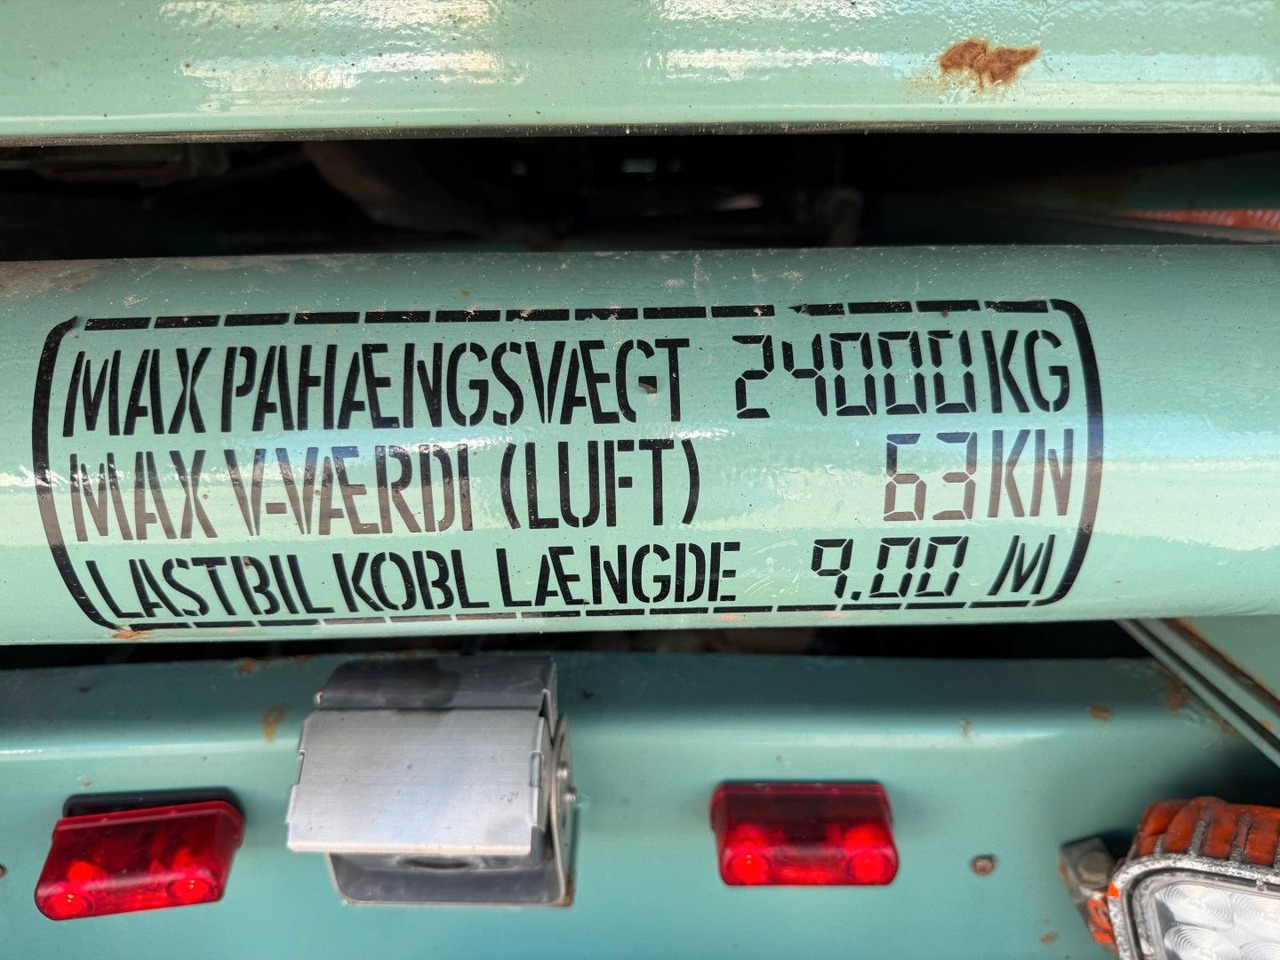 MAX PAHÆNGSVÆGT 24000 KG
MAX V-VÆRDI (LUFT) 63 KN
LASTBIL KOBL LÆNGDE 9.00 M